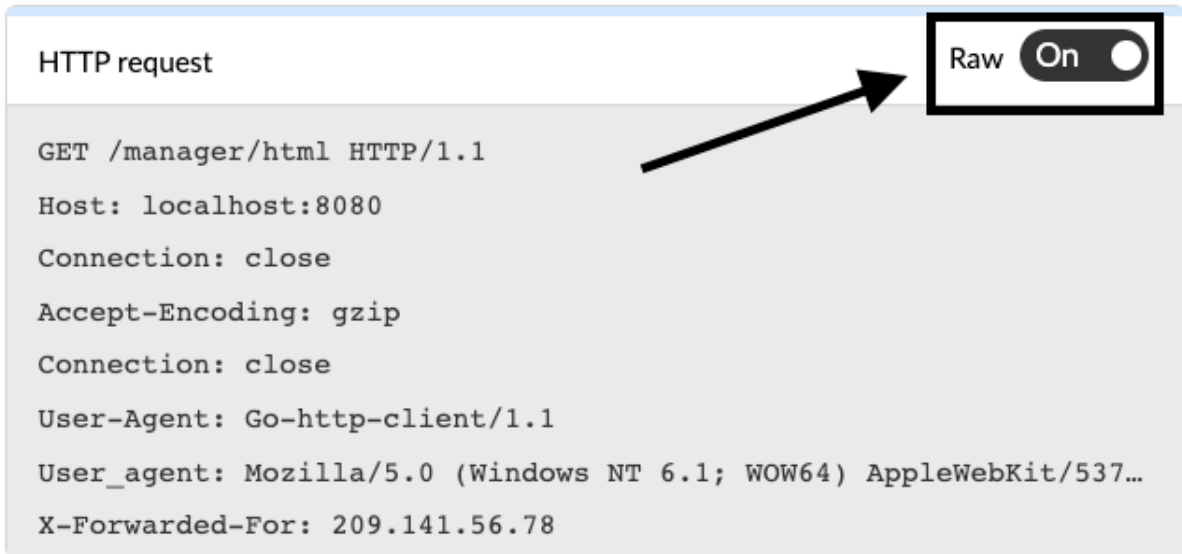 HTTP request
Raw On
GET /manager/html HTTP/1.1
Host: localhost:8080
Connection: close
Accept-Encoding: gzip
Connection: close
User-Agent: Go-http-client/1.1
User_agent: Mozilla/5.0 (Windows NT 6.1; WOW64) AppleWebKit/537…
X-Forwarded-For: 209.141.56.78